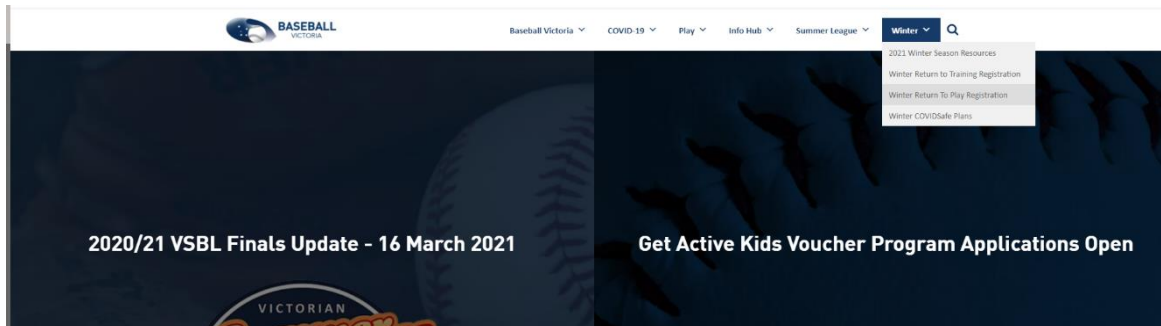 BASEBALL
VICTORIA
Baseball Victoria COVID-19 Play Info Hub Summer League Winter
2021 Winter Season Resources
Winter Return to Training Registration
Winter Return To Play Registration
Winter COVIDSafe Plans
2020/21 VSBL Finals Update - 16 March 2021
Get Active Kids Voucher Program Applications Open
VICTORIAN